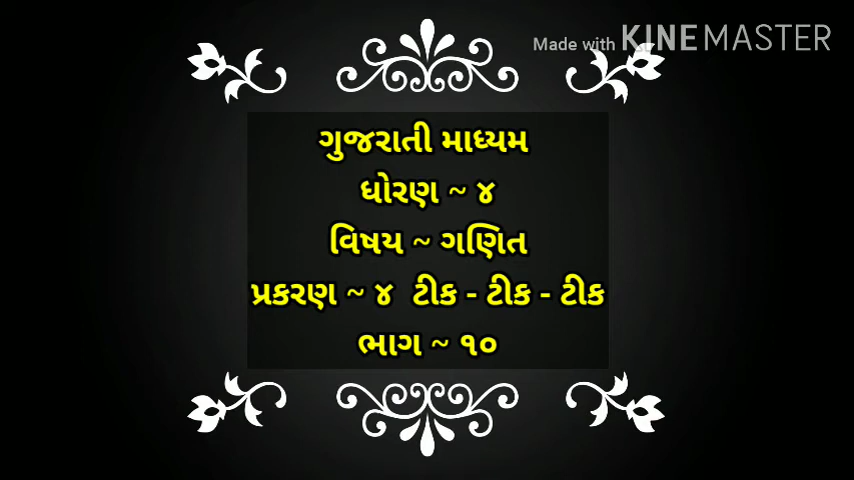 Made with KINEMASTER
ગુજરાતી માધ્યમ
ધોરણ ~ ૪
વિષય ~ ગણિત
પ્રકરણ ~ ૪ ટીક - ટીક - ટીક
ભાગ ~ ૧૦